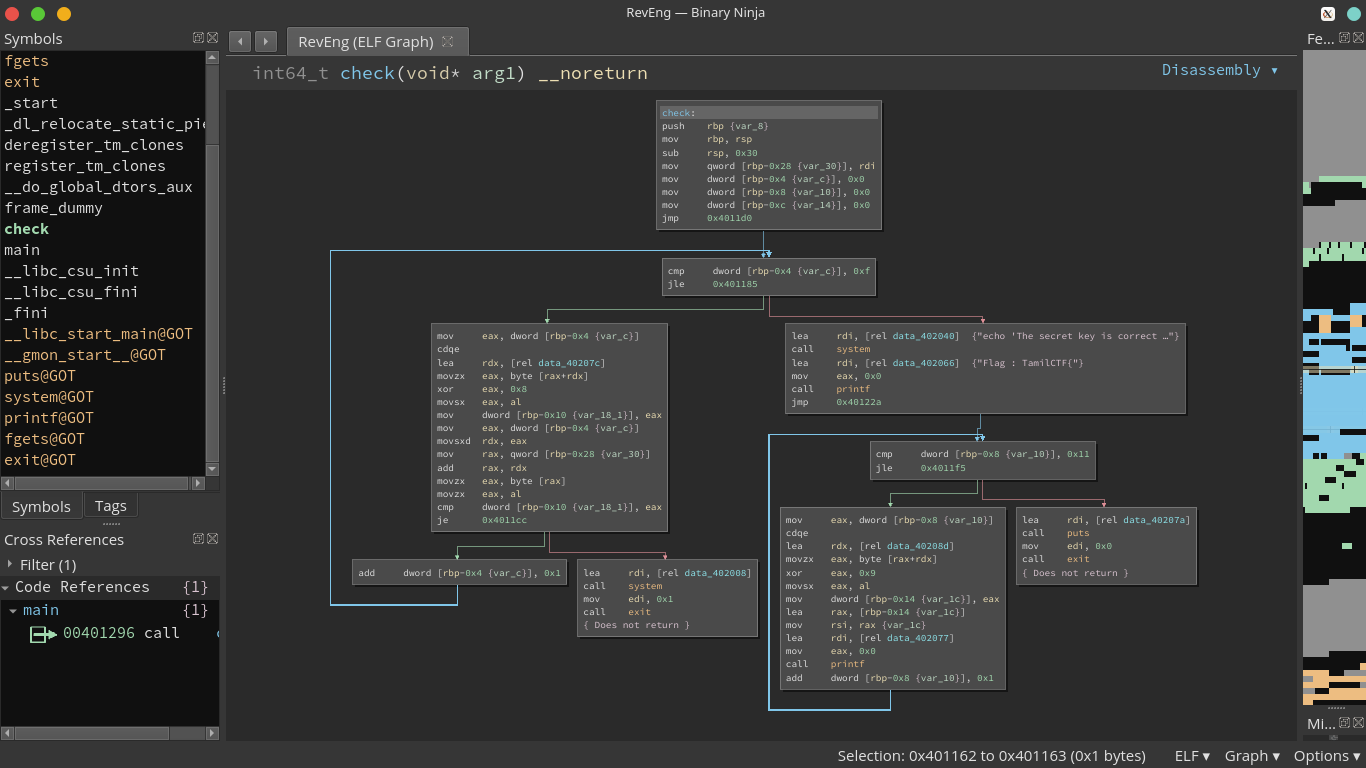 RevEng — Binary Ninja
X
Symbols
fgets
exit
_start
_dl_relocate_static_pie
deregister_tm_clones
register_tm_clones
__do_global_dtors_aux
frame_dummy
check
main
__libc_csu_init
__libc_csu_fini
_fini
__libc_start_main@GOT
__gmon_start__@GOT
puts@GOT
system@GOT
printf@GOT
fgets@GOT
exit@GOT
Symbols Tags
Cross References
Filter (1)
Code References {1}
main {1}
00401296 call
RevEng (ELF Graph)
int64_t check(void* arg1) __noreturn
Disassembly ▾
check:
push rbp {var_8}
mov rbp, rsp
sub rsp, 0x30
mov qword [rbp-0x28 {var_30}], rdi
mov dword [rbp-0x4 {var_c}], 0x0
mov dword [rbp-0x8 {var_10}], 0x0
mov dword [rbp-0xc {var_14}], 0x0
jmp 0x4011d0
cmp dword [rbp-0x4 {var_c}], 0xf
jle 0x401185
mov eax, dword [rbp-0x4 {var_c}]
cdqe
lea rdx, [rel data_40207c]
movzx eax, byte [rax+rdx]
xor eax, 0x8
movsx eax, al
mov dword [rbp-0x10 {var_18_1}], eax
mov eax, dword [rbp-0x4 {var_c}]
movsxd rdx, eax
mov rax, qword [rbp-0x28 {var_30}]
add rax, rdx
movzx eax, byte [rax]
movzx eax, al
cmp dword [rbp-0x10 {var_18_1}], eax
je 0x4011cc
add dword [rbp-0x4 {var_c}], 0x1
lea rdi, [rel data_402008]
call system
mov edi, 0x1
call exit
{ Does not return }
lea rdi, [rel data_402040] {"echo 'The secret key is correct …"}
call system
lea rdi, [rel data_402066] {"Flag : TamilCTF{"}
mov eax, 0x0
call printf
jmp 0x40122a
cmp dword [rbp-0x8 {var_10}], 0x11
jle 0x4011f5
mov eax, dword [rbp-0x8 {var_10}]
cdqe
lea rdx, [rel data_40208d]
movzx eax, byte [rax+rdx]
xor eax, 0x9
movsx eax, al
mov dword [rbp-0x14 {var_1c}], eax
lea rax, [rbp-0x14 {var_1c}]
mov rsi, rax {var_1c}
lea rdi, [rel data_402077]
mov eax, 0x0
call printf
add dword [rbp-0x8 {var_10}], 0x1
lea rdi, [rel data_40207a]
call puts
mov edi, 0x0
call exit
{ Does not return }
Fe...
Mi...
Selection: 0x401162 to 0x401163 (0x1 bytes) ELF ▾ Graph ▾ Options ▾